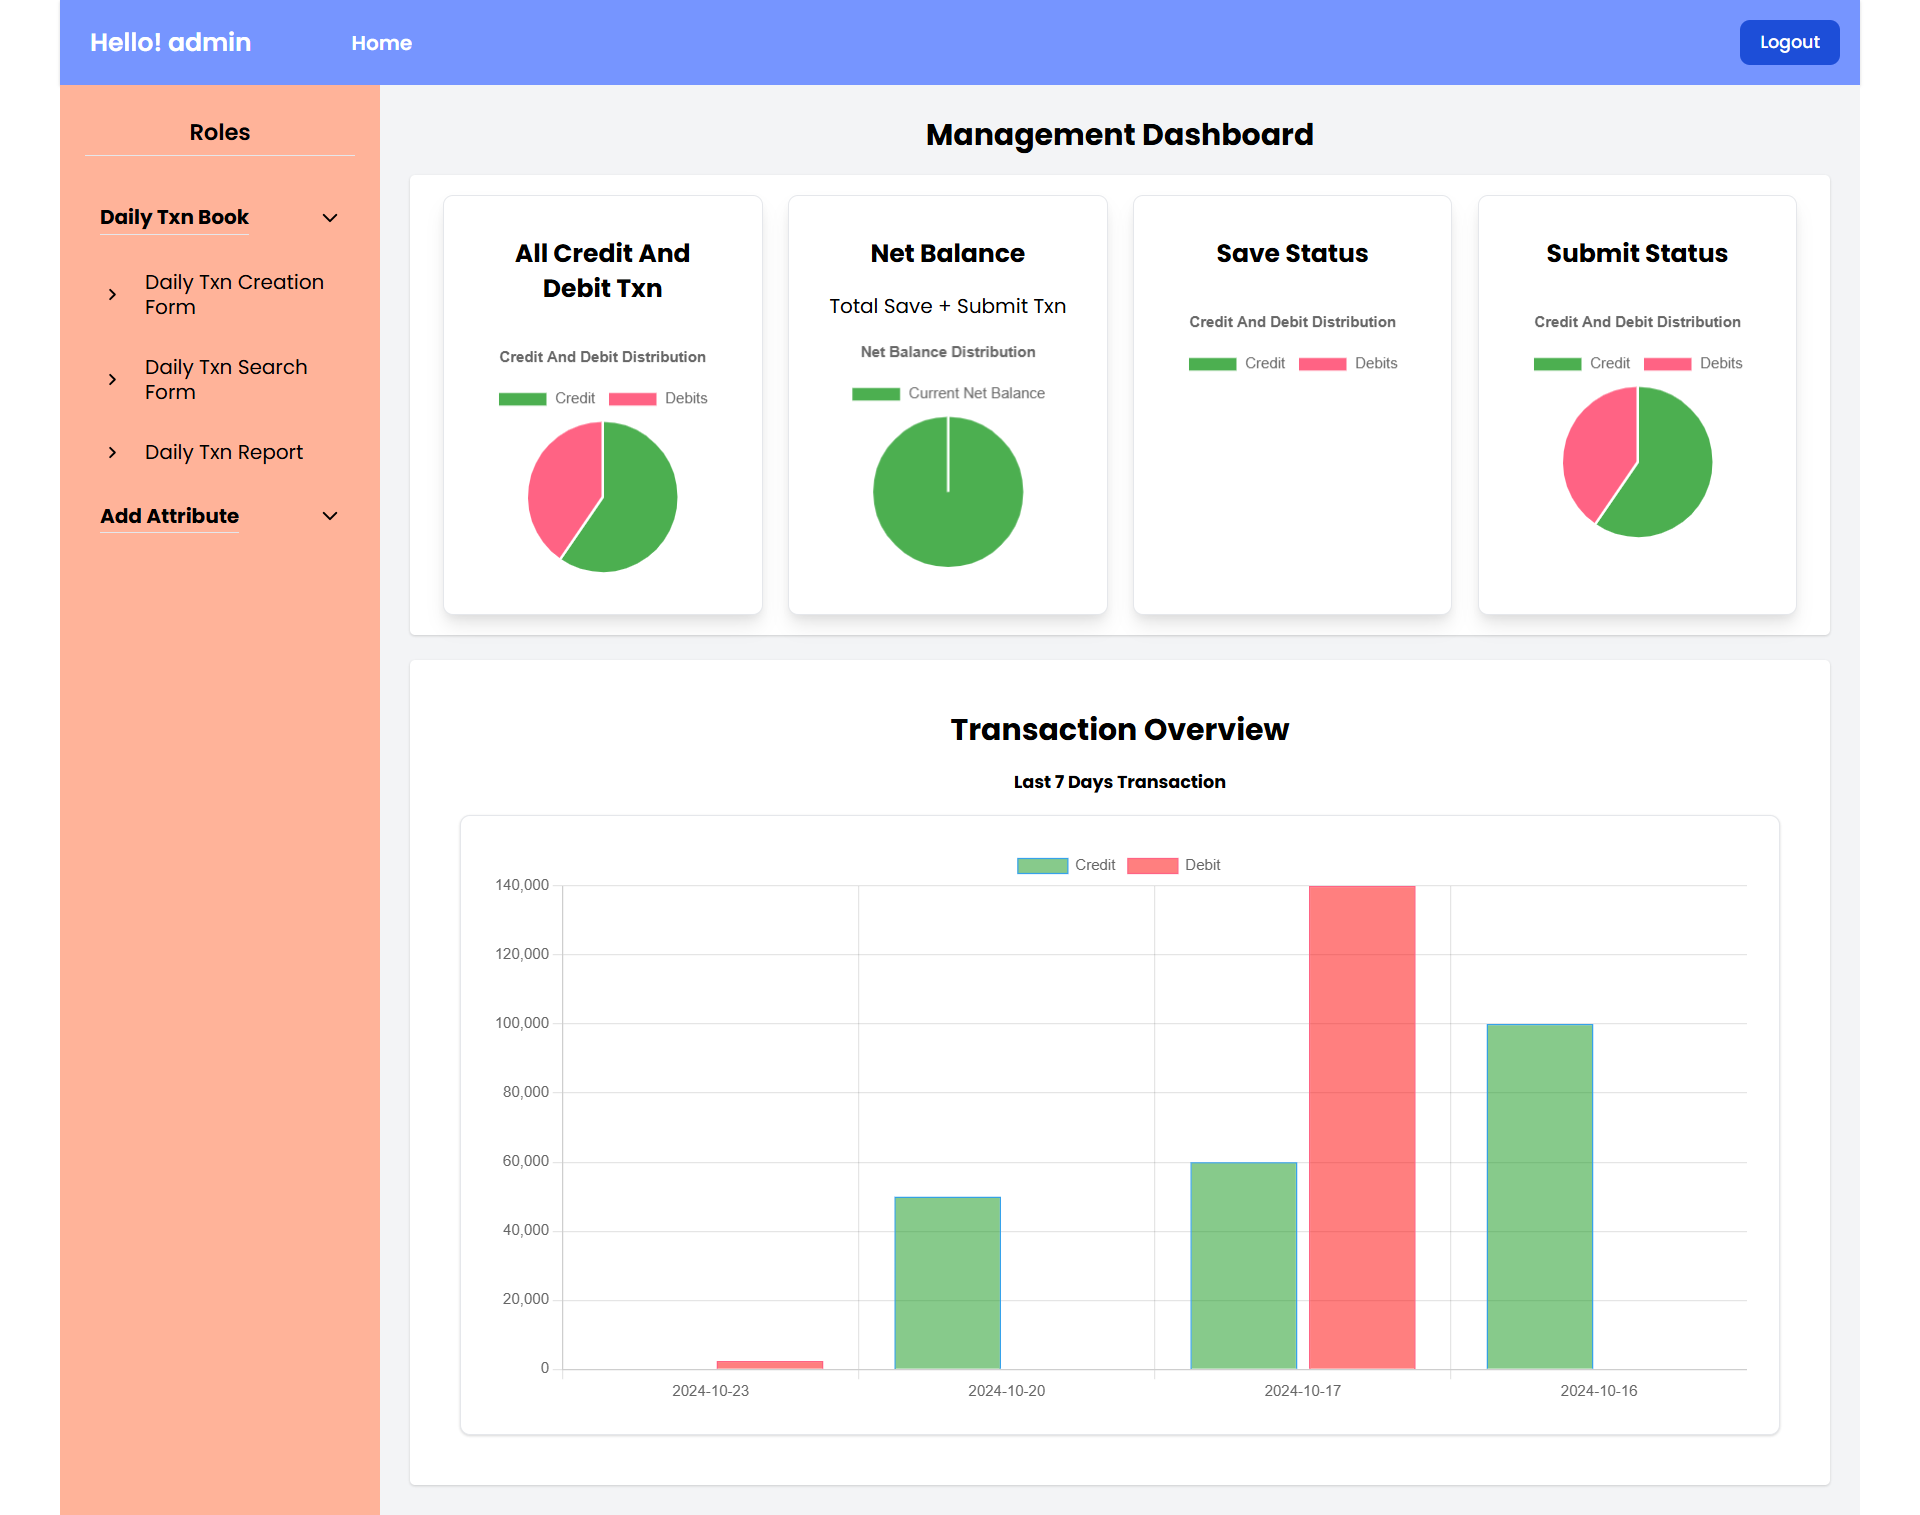 Hello! admin
Home
Logout
Roles
Daily Txn Book
Daily Txn Creation
Form
Daily Txn Search
Form
Daily Txn Report
Add Attribute
Management Dashboard
All Credit And
Debit Txn
Credit And Debit Distribution
Credit
Debits
Net Balance
Total Save + Submit Txn
Net Balance Distribution
Current Net Balance
Save Status
Credit And Debit Distribution
Credit
Debits
Submit Status
Credit And Debit Distribution
Credit
Debits
Transaction Overview
Last 7 Days Transaction
Credit
Debit
140,000
120,000
100,000
80,000
60,000
40,000
20,000
0
2024-10-23
2024-10-20
2024-10-17
2024-10-16